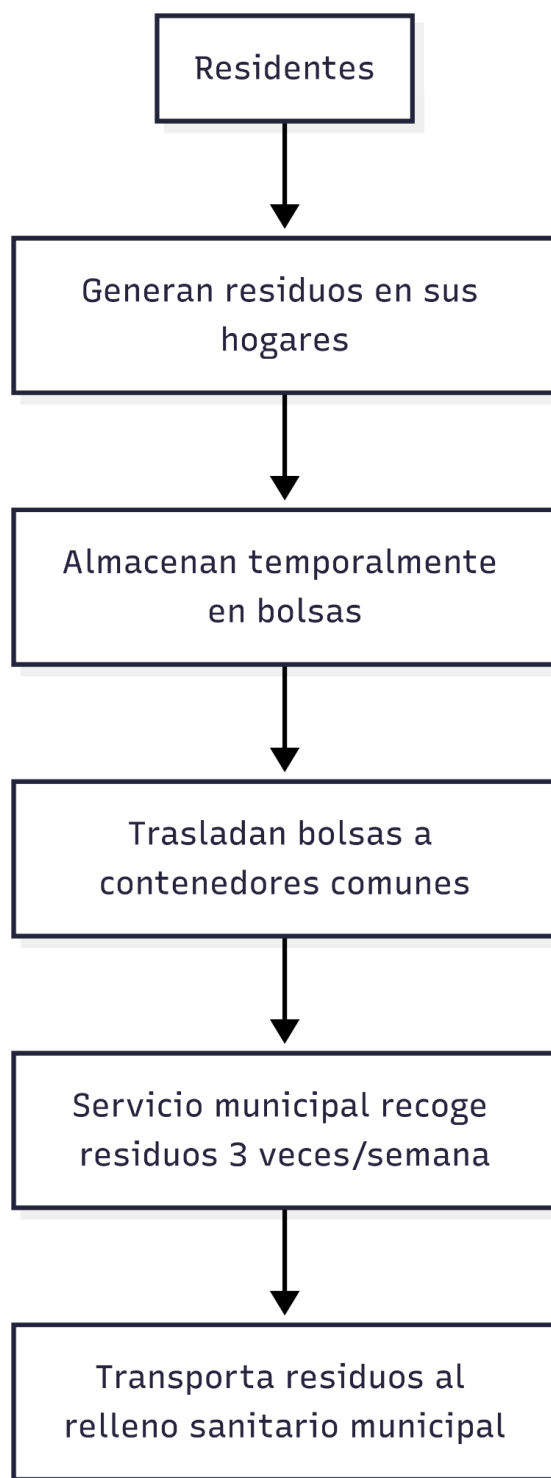 Residentes
Generan residuos en sus
hogares
Almacenan temporalmente
en bolsas
Trasladan bolsas a
contenedores comunes
Servicio municipal recoge
residuos 3 veces/semana
Transporta residuos al
relleno sanitario municipal